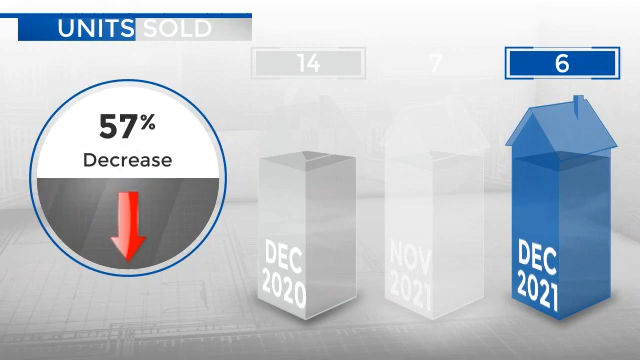 UNITS SOLD
14
7
6
57%
Decrease
DEC
2020
NOV
2021
DEC
2021